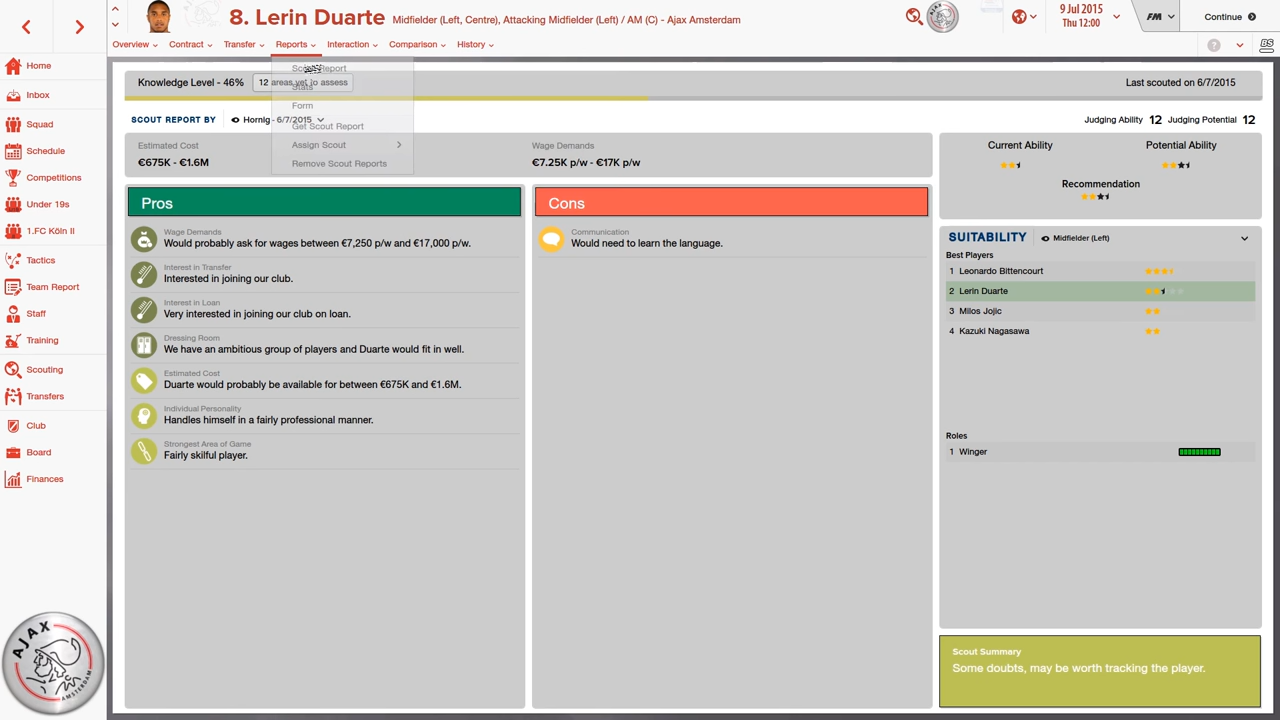 8. Lerin Duarte Midfielder (Left, Centre), Attacking Midfielder (Left) / AM (C) - Ajax Amsterdam
9 Jul 2015
Thu 12:00
FM
Continue
Overview Contract Transfer Reports Interaction Comparison History
Home
Inbox
Squad
Schedule
Competitions
Under 19s
1.FC Köln II
Tactics
Team Report
Staff
Training
Scouting
Transfers
Club
Board
Finances
AJAX
AMSTERDAM
Scout Report
Stats
Form
Get Scout Report
Assign Scout
Remove Scout Reports
Knowledge Level - 46% 12 areas yet to assess
Last scouted on 6/7/2015
SCOUT REPORT BY Hornig - 6/7/2015
Judging Ability 12 Judging Potential 12
Estimated Cost
€675K - €1.6M
Wage Demands
€7.25K p/w - €17K p/w
Current Ability
Potential Ability
Recommendation
Pros
Wage Demands
Would probably ask for wages between €7,250 p/w and €17,000 p/w.
Interest in Transfer
Interested in joining our club.
Interest in Loan
Very interested in joining our club on loan.
Dressing Room
We have an ambitious group of players and Duarte would fit in well.
Estimated Cost
Duarte would probably be available for between €675K and €1.6M.
Individual Personality
Handles himself in a fairly professional manner.
Strongest Area of Game
Fairly skilful player.
Cons
Communication
Would need to learn the language.
SUITABILITY Midfielder (Left)
Best Players
1 Leonardo Bittencourt
2 Lerin Duarte
3 Milos Jojic
4 Kazuki Nagasawa
Roles
1 Winger
Scout Summary
Some doubts, may be worth tracking the player.